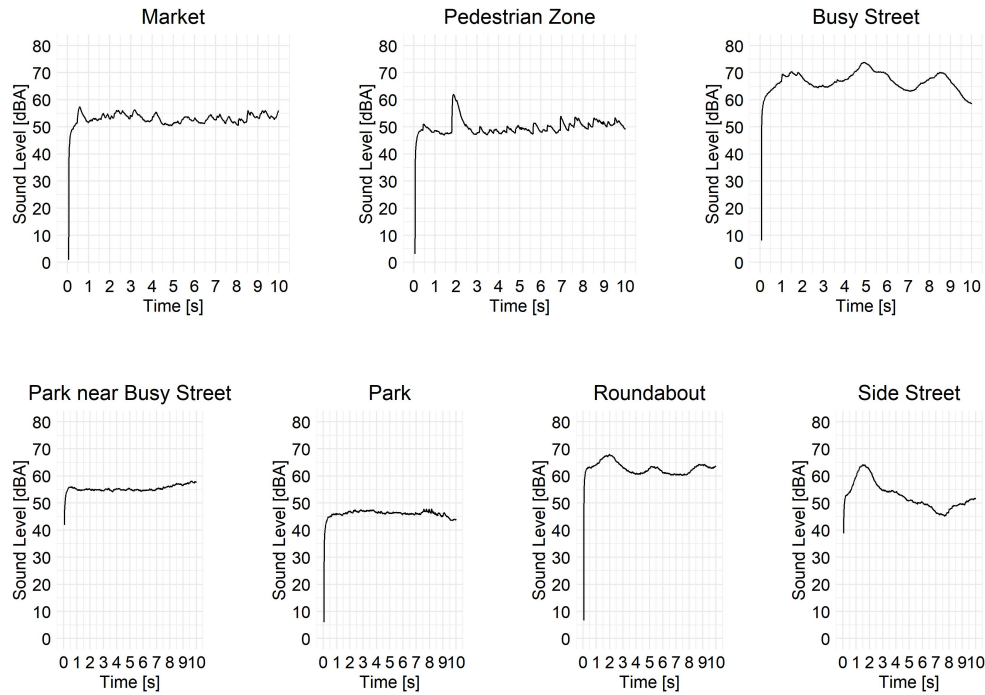 Market
Pedestrian Zone
Busy Street
Sound Level [dBA]
80
70
60
50
40
30
20
10
0
0 1 2 3 4 5 6 7 8 9 10
Time [s]
Sound Level [dBA]
80
70
60
50
40
30
20
10
0
0 1 2 3 4 5 6 7 8 9 10
Time [s]
Sound Level [dBA]
80
70
60
50
40
30
20
10
0
0 1 2 3 4 5 6 7 8 9 10
Time [s]
Park near Busy Street
Park
Roundabout
Side Street
Sound Level [dBA]
80
70
60
50
40
30
20
10
0
0 1 2 3 4 5 6 7 8 9 10
Time [s]
Sound Level [dBA]
80
70
60
50
40
30
20
10
0
0 1 2 3 4 5 6 7 8 9 10
Time [s]
Sound Level [dBA]
80
70
60
50
40
30
20
10
0
0 1 2 3 4 5 6 7 8 9 10
Time [s]
Sound Level [dBA]
80
70
60
50
40
30
20
10
0
0 1 2 3 4 5 6 7 8 9 10
Time [s]